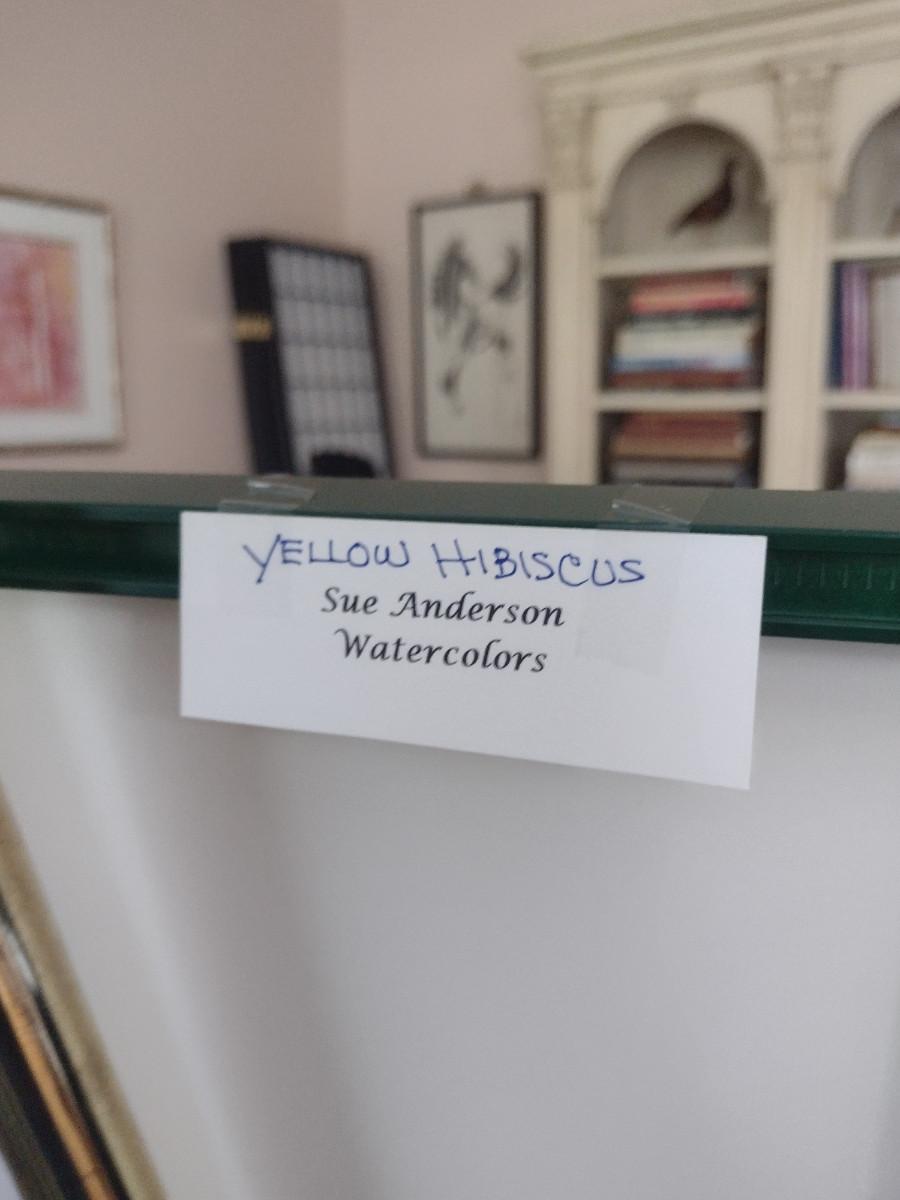 YELLOW HIBISCUS
Sue Anderson
Watercolors